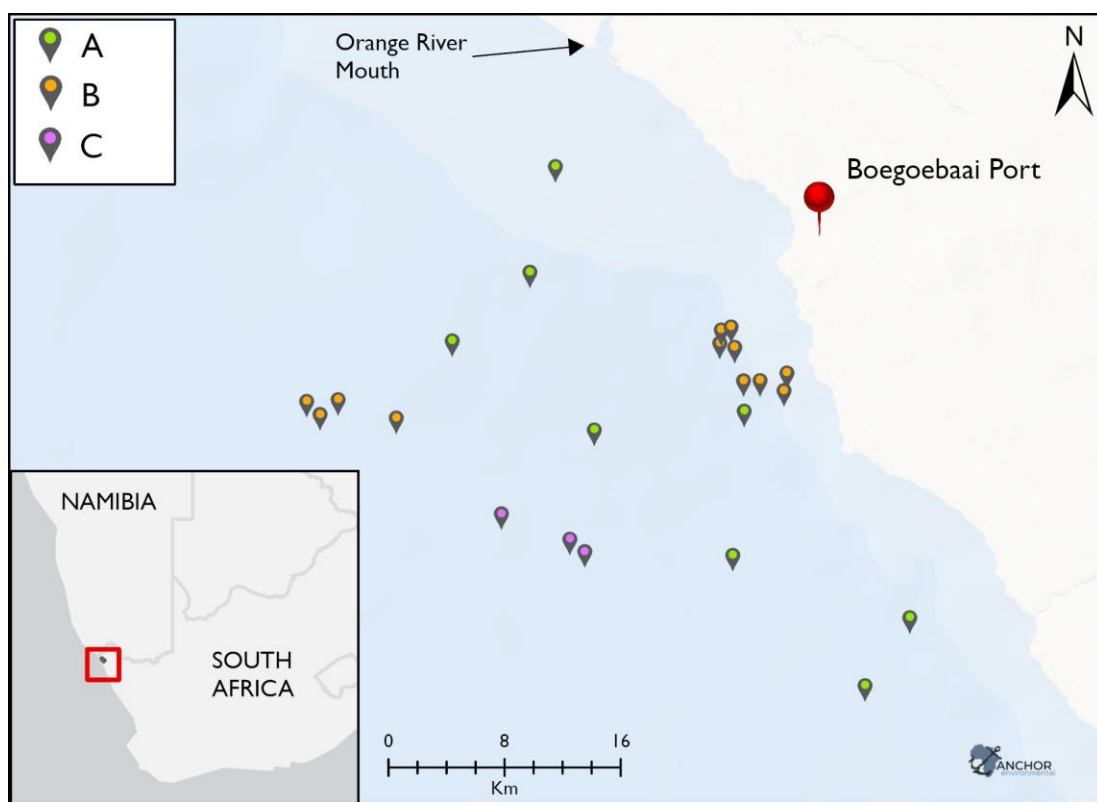 A
B
C
Orange River
Mouth
N
Boegoebaai Port
NAMIBIA
SOUTH
AFRICA
0 8 16
Km
ANCHOR
environmental